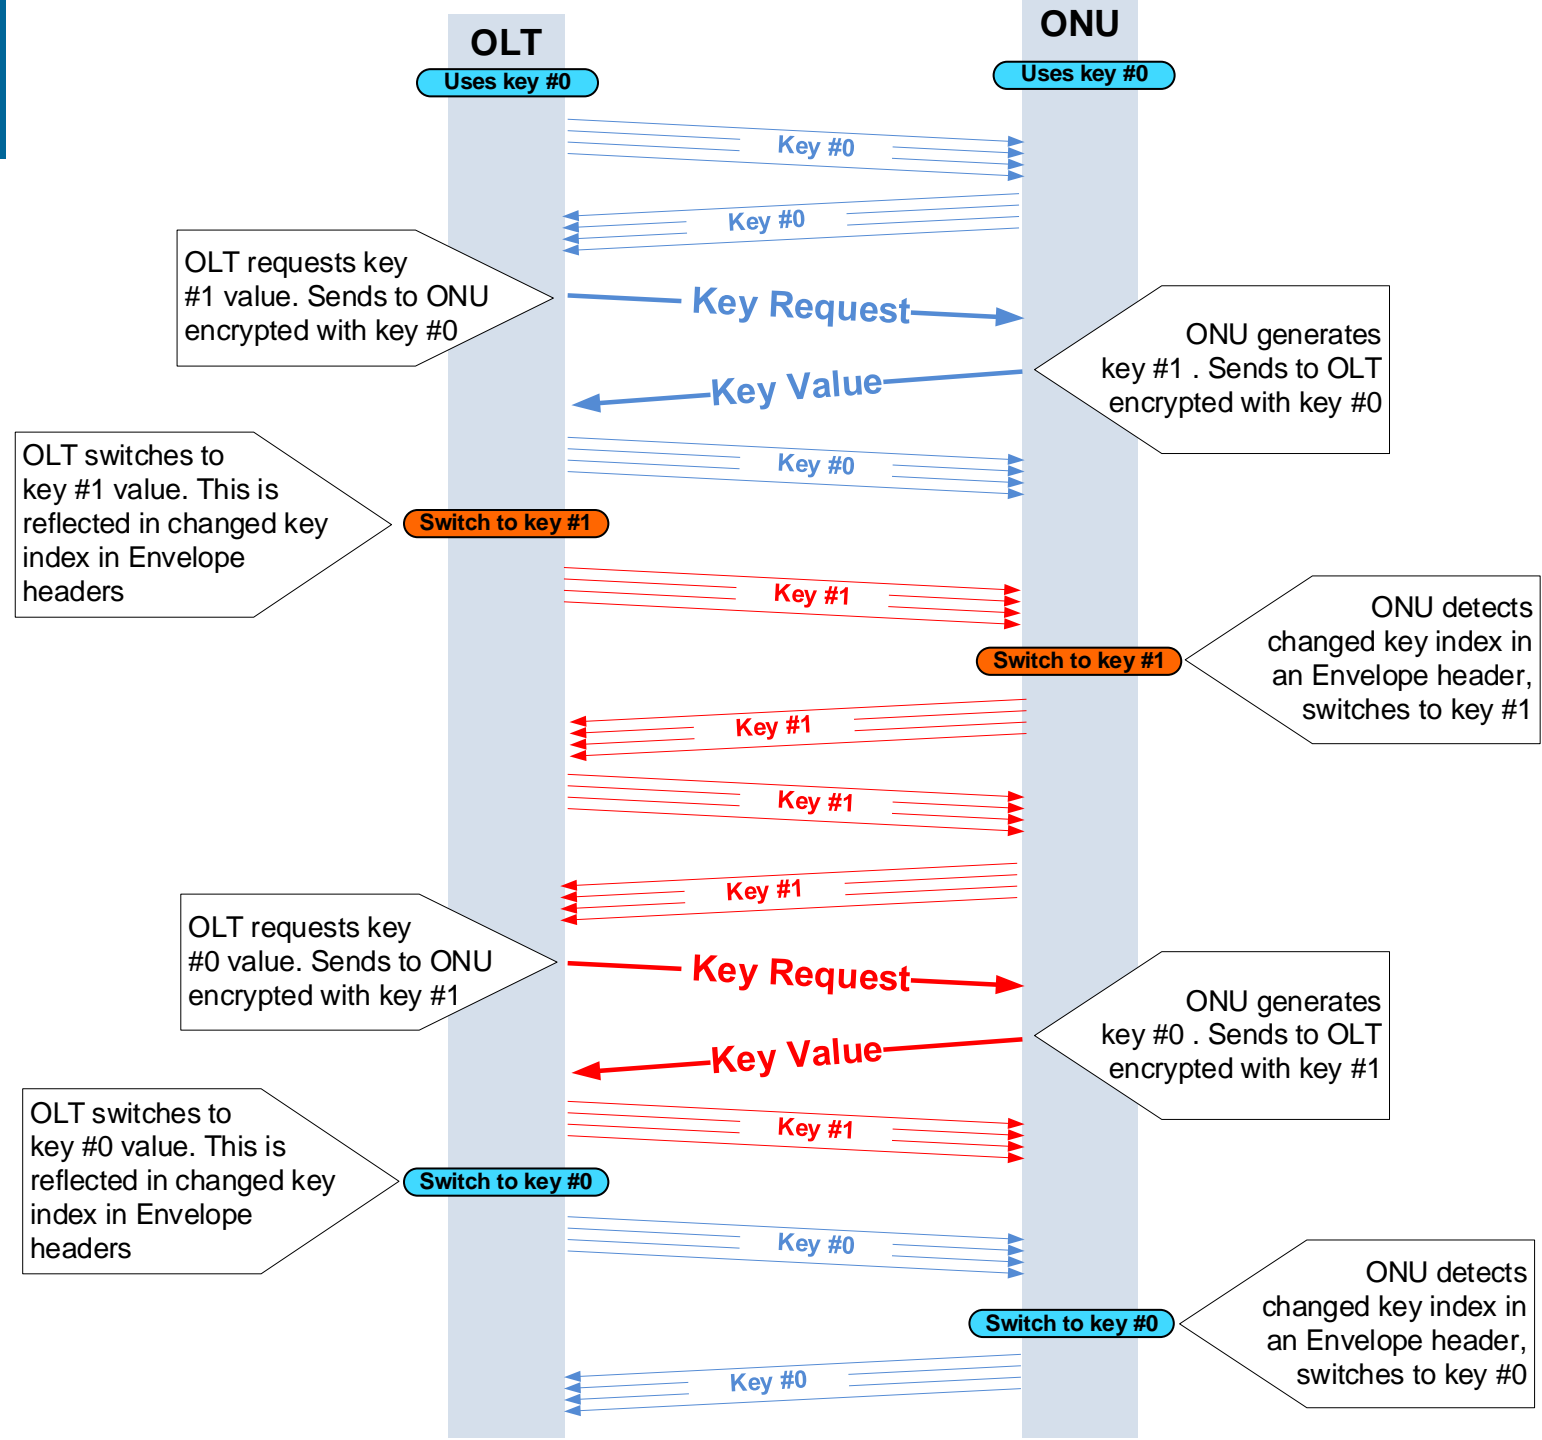 OLT
ONU
Uses key #0
Uses key #0
Key #0
Key #0
OLT requests key
#1 value. Sends to ONU
encrypted with key #0
Key Request
ONU generates
key #1 . Sends to OLT
encrypted with key #0
Key Value
OLT switches to
key #1 value. This is
reflected in changed key
index in Envelope
headers
Key #0
Switch to key #1
Key #1
ONU detects
changed key index in
an Envelope header,
switches to key #1
Switch to key #1
Key #1
Key #1
Key #1
OLT requests key
#0 value. Sends to ONU
encrypted with key #1
Key Request
ONU generates
key #0 . Sends to OLT
encrypted with key #1
Key Value
OLT switches to
key #0 value. This is
reflected in changed key
index in Envelope
headers
Key #1
Switch to key #0
Key #0
ONU detects
changed key index in
an Envelope header,
switches to key #0
Switch to key #0
Key #0